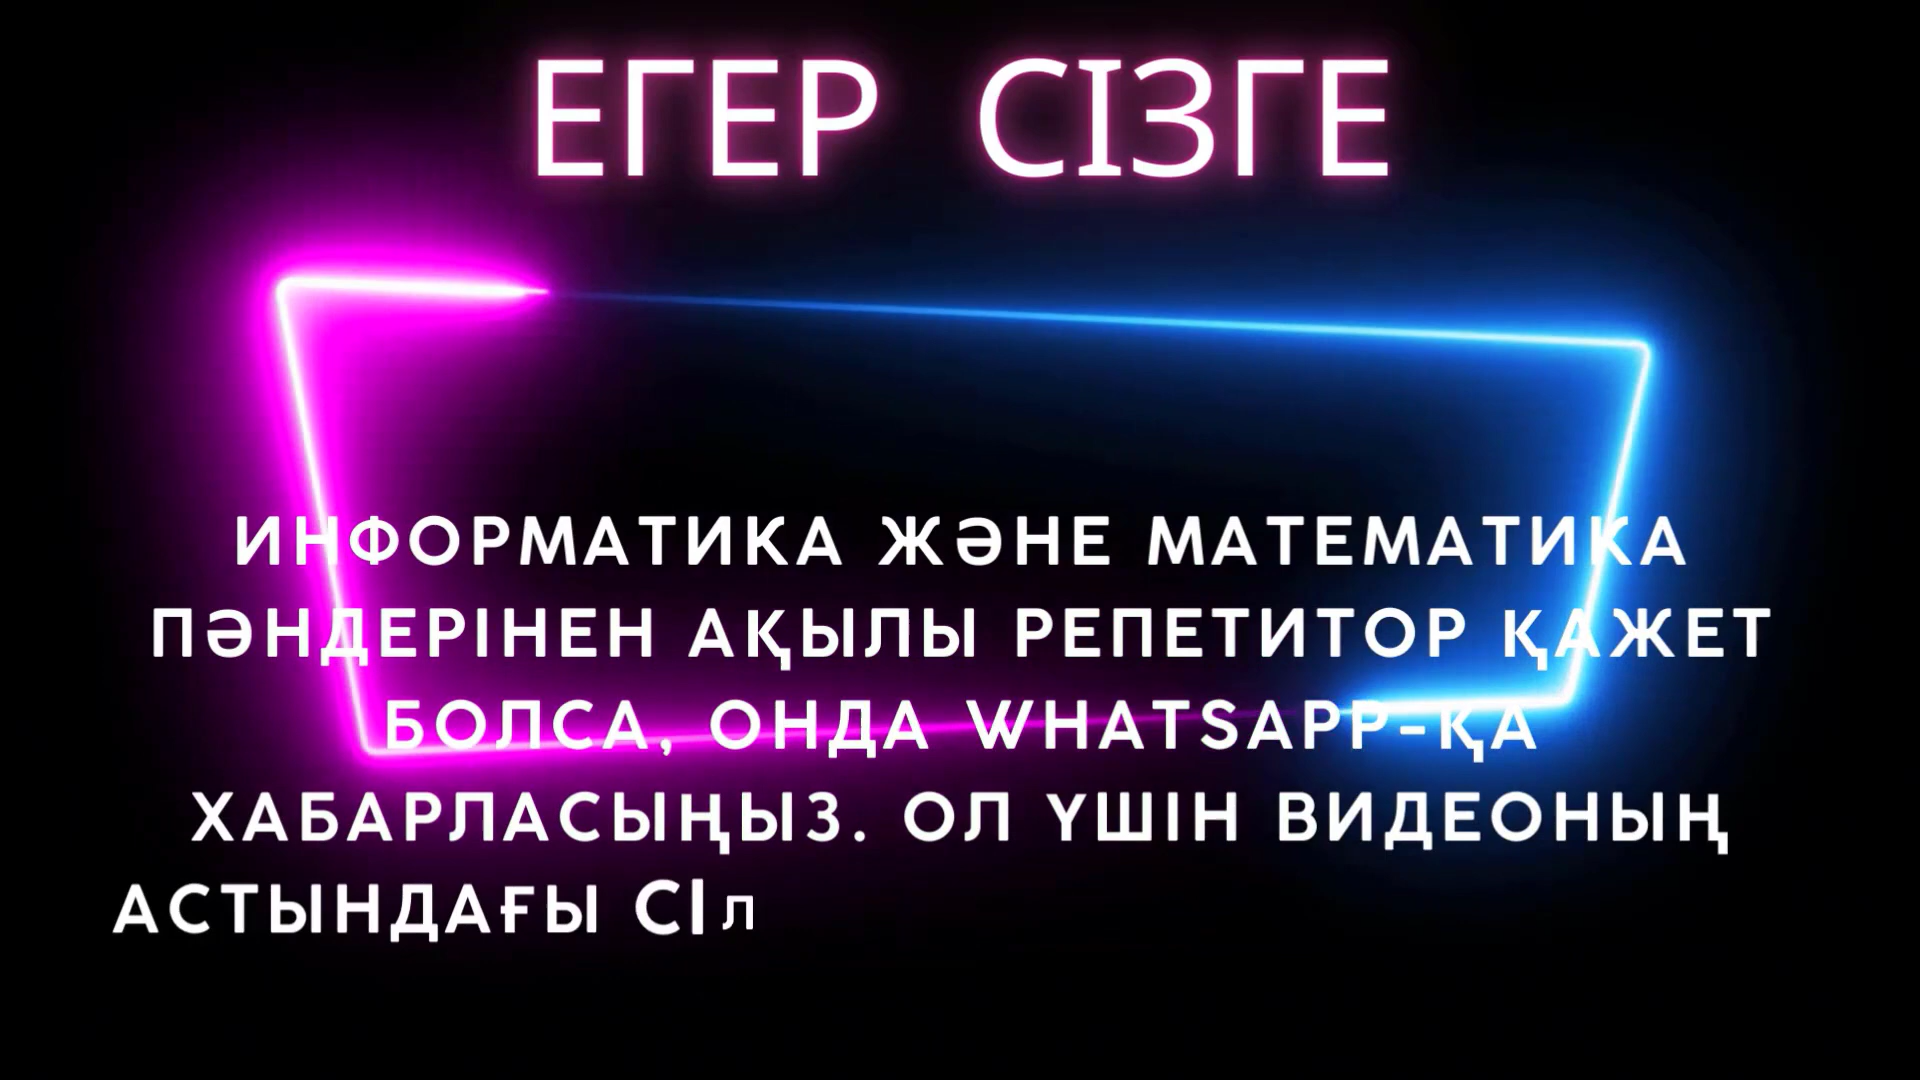 ЕГЕР СІЗГЕ
ИНФОРМАТИКА ЖӘНЕ МАТЕМАТИКА
ПӘНДЕРІНЕН АҚЫЛЫ РЕПЕТИТОР ҚАЖЕТ
БОЛСА, ОНДА WHATSAPP-ҚА
ХАБАРЛАСЫҢЫЗ. ОЛ ҮШІН ВИДЕОНЫҢ
АСТЫНДАҒЫ СІл